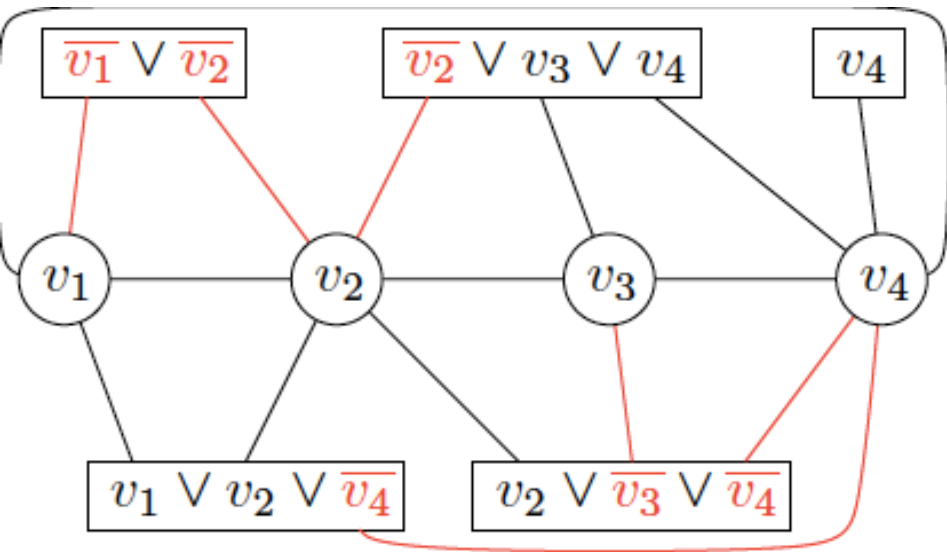 v̅₁ ∨ v̅₂
v̅₂ ∨ v₃ ∨ v₄
v₄
v₁
v₂
v₃
v₄
v₁ ∨ v₂ ∨ v̅₄
v₂ ∨ v̅₃ ∨ v̅₄